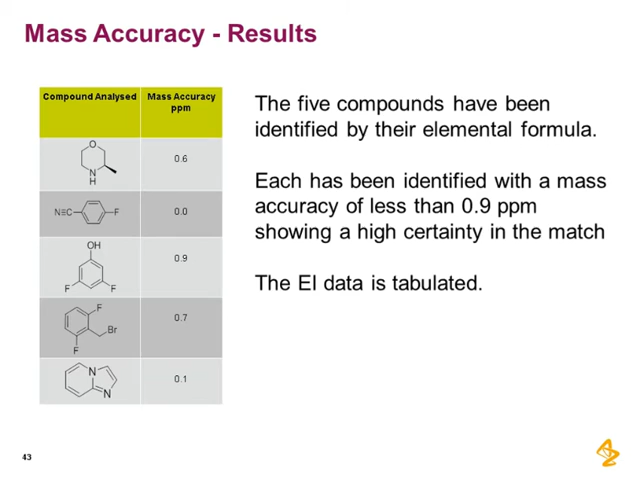 Mass Accuracy - Results
Compound Analysed
Mass Accuracy
ppm
O
N
H
0.6
N≡C
F
0.0
OH
F
F
0.9
F
Br
F
0.7
N
N
0.1
The five compounds have been
identified by their elemental formula.
Each has been identified with a mass
accuracy of less than 0.9 ppm
showing a high certainty in the match
The EI data is tabulated.
43